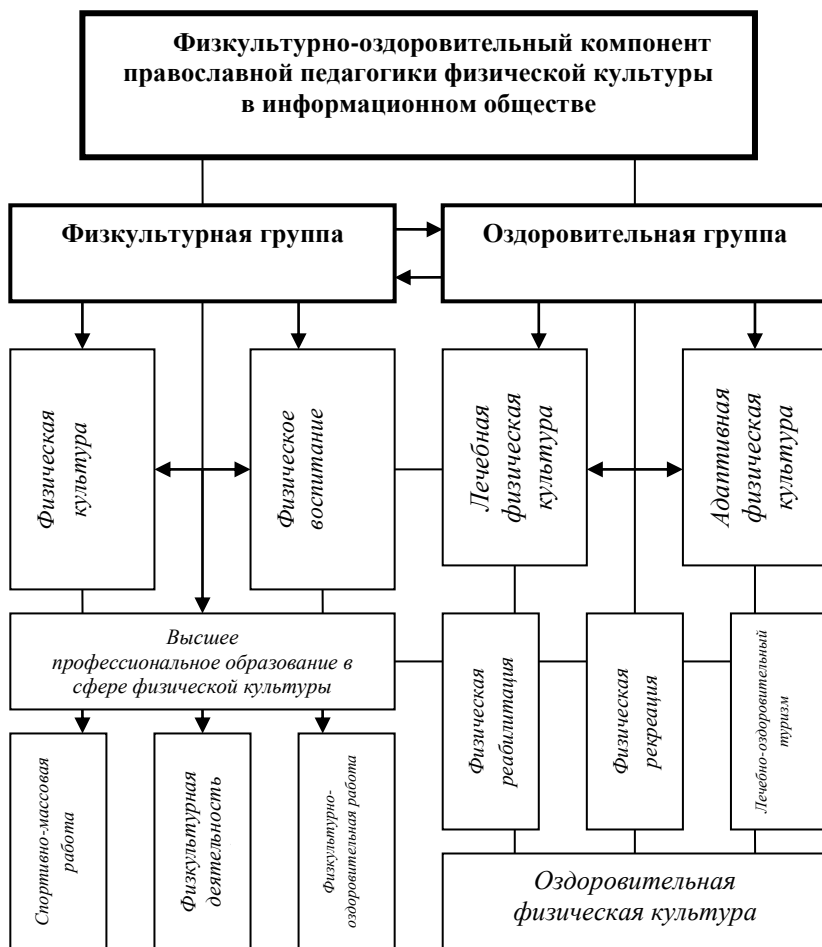 Физкультурно-оздоровительный компонент
православной педагогики физической культуры
в информационном обществе
Физкультурная группа
Оздоровительная группа
Физическая
культура
Физическое
воспитание
Лечебная
физическая
культура
Адаптивная
физическая
культура
Высшее
профессиональное образование в
сфере физической культуры
Физическая
реабилитация
Физическая
рекреация
Лечебно-оздоровительный
туризм
Спортивно-массовая
работа
Физкультурная
деятельность
Физкультурно-
оздоровительная работа
Оздоровительная
физическая культура